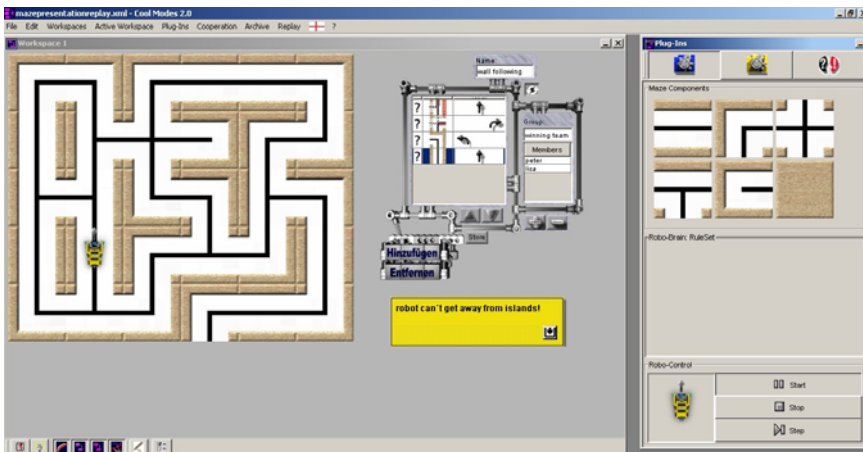 mazepresentationreplay.xml - Cool Modes 2.0
File Edit Workspaces Active Workspace Plug-Ins Cooperation Archive Replay ?
Workspace 1
Name:
wall following
?
?
?
?
Group:
winning team
Members
peter
lisa
Store
Hinzufügen
Entfernen
robot can't get away from islands!
Plug-Ins
Maze Components
Robo-Brain: RuleSet
Robo-Control
Start
Stop
Step